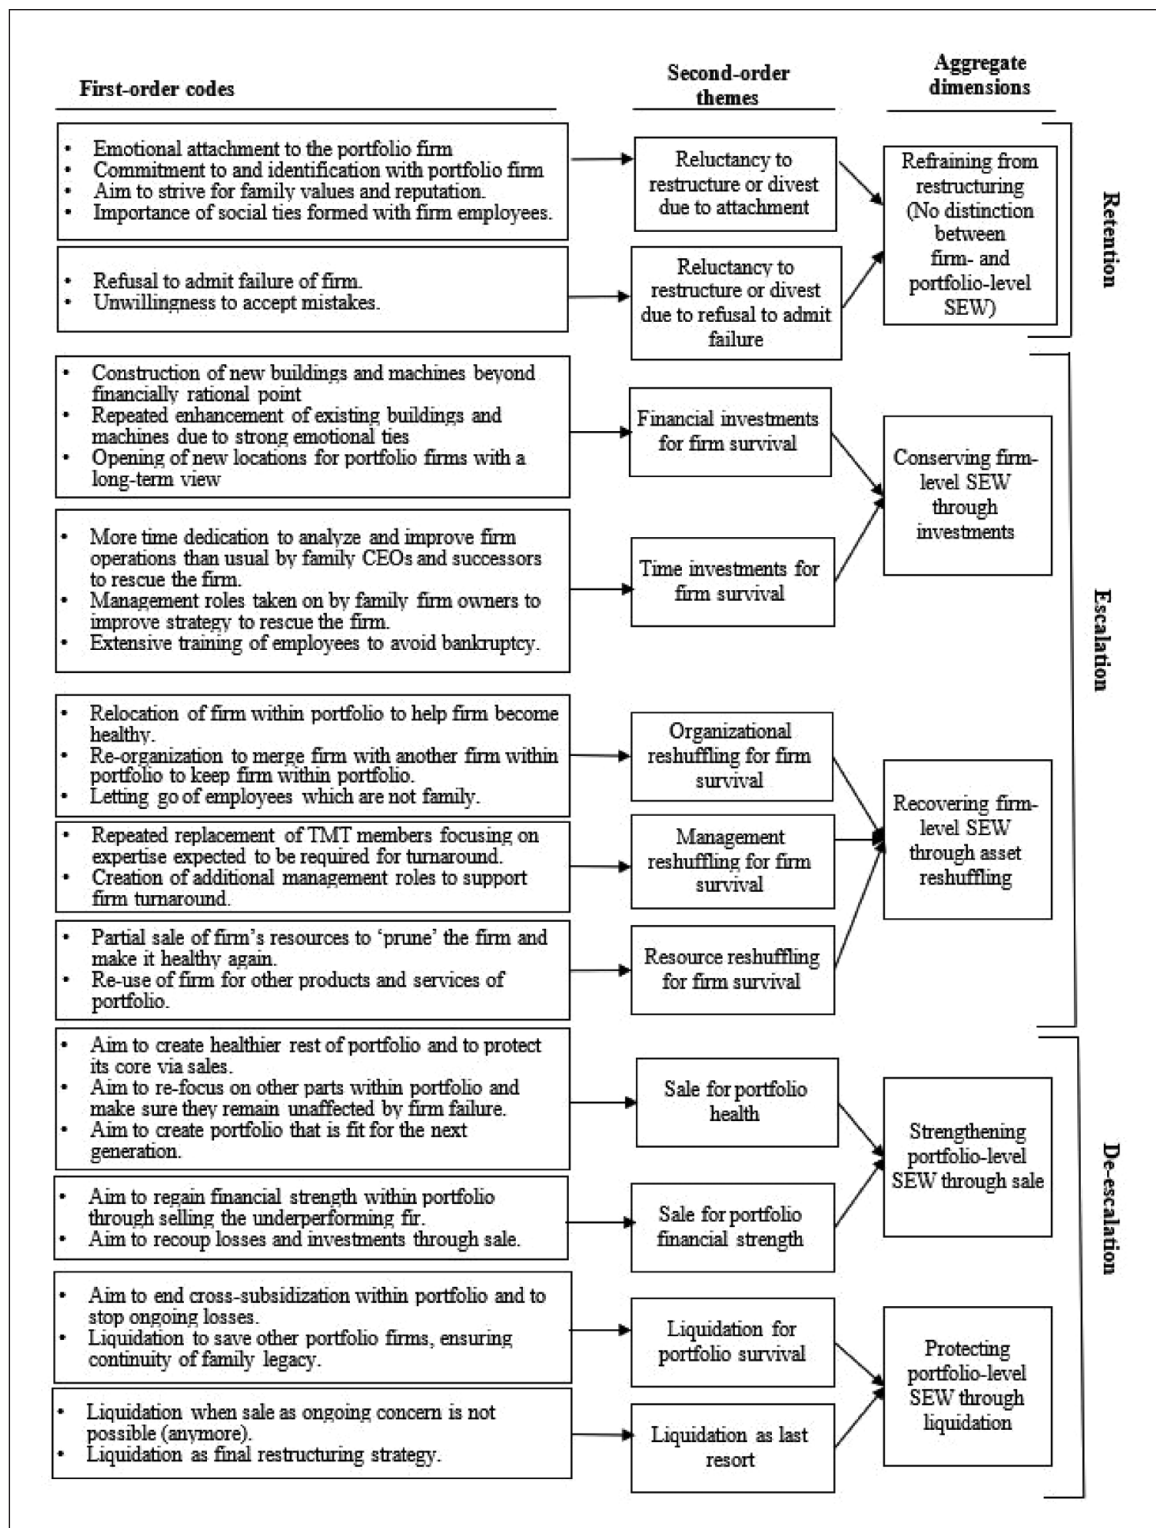 First-order codes
Second-order
themes
Aggregate
dimensions
• Emotional attachment to the portfolio firm
• Commitment to and identification with portfolio firm
• Aim to strive for family values and reputation.
• Importance of social ties formed with firm employees.
Reluctancy to
restructure or divest
due to attachment
Refraining from
restructuring
(No distinction
between
firm- and
portfolio-level
SEW)
Retention
• Refusal to admit failure of firm.
• Unwillingness to accept mistakes.
Reluctancy to
restructure or divest
due to refusal to admit
failure
• Construction of new buildings and machines beyond
financially rational point
• Repeated enhancement of existing buildings and
machines due to strong emotional ties
• Opening of new locations for portfolio firms with a
long-term view
Financial investments
for firm survival
Conserving firm-
level SEW
through
investments
• More time dedication to analyze and improve firm
operations than usual by family CEOs and successors
to rescue the firm.
• Management roles taken on by family firm owners to
improve strategy to rescue the firm.
• Extensive training of employees to avoid bankruptcy.
Time investments for
firm survival
Escalation
• Relocation of firm within portfolio to help firm become
healthy.
• Re-organization to merge firm with another firm within
portfolio to keep firm within portfolio.
• Letting go of employees which are not family.
Organizational
reshuffling for firm
survival
• Repeated replacement of TMT members focusing on
expertise expected to be required for turnaround.
• Creation of additional management roles to support
firm turnaround.
Management
reshuffling for firm
survival
Recovering firm-
level SEW
through asset
reshuffling
• Partial sale of firm's resources to ‘prune’ the firm and
make it healthy again.
• Re-use of firm for other products and services of
portfolio.
Resource reshuffling
for firm survival
• Aim to create healthier rest of portfolio and to protect
its core via sales.
• Aim to re-focus on other parts within portfolio and
make sure they remain unaffected by firm failure.
• Aim to create portfolio that is fit for the next
generation.
Sale for portfolio
health
Strengthening
portfolio-level
SEW through sale
• Aim to regain financial strength within portfolio
through selling the underperforming fir.
• Aim to recoup losses and investments through sale.
Sale for portfolio
financial strength
De-escalation
• Aim to end cross-subsidization within portfolio and to
stop ongoing losses.
• Liquidation to save other portfolio firms, ensuring
continuity of family legacy.
Liquidation for
portfolio survival
Protecting
portfolio-level
SEW through
liquidation
• Liquidation when sale as ongoing concern is not
possible (anymore).
• Liquidation as final restructuring strategy.
Liquidation as last
resort